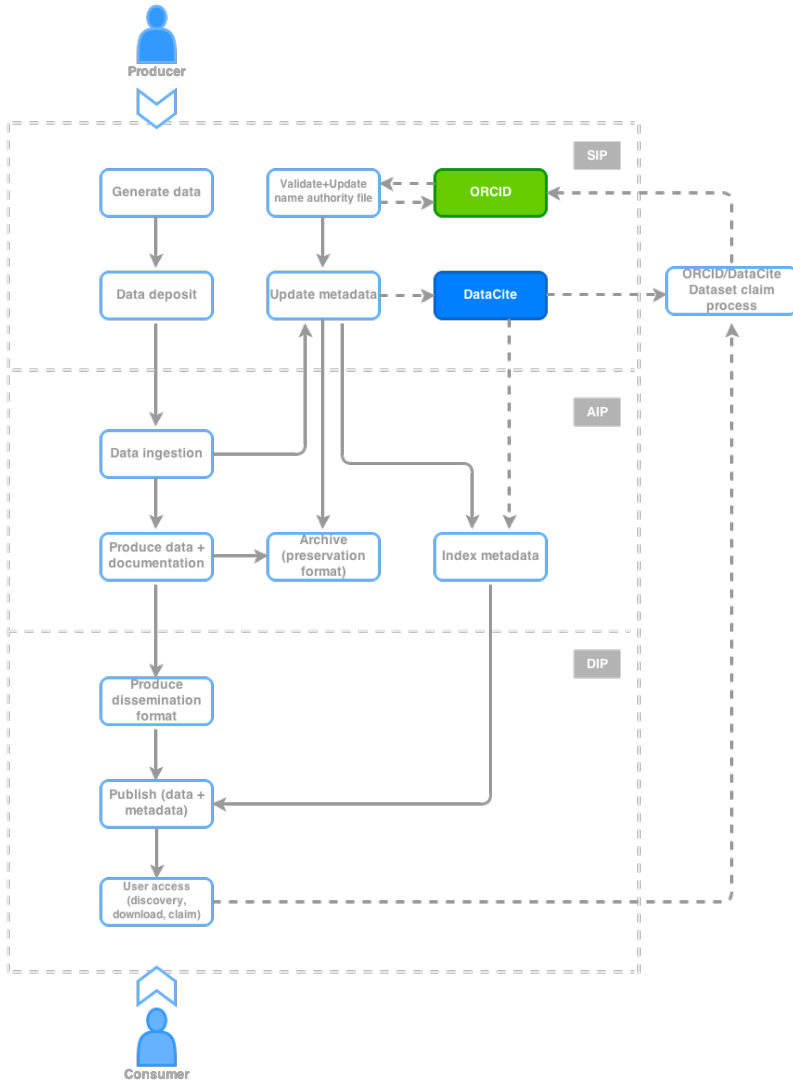 Producer
SIP
Generate data
Validate+Update
name authority file
ORCID
Data deposit
Update metadata
DataCite
ORCID/DataCite
Dataset claim
process
AIP
Data ingestion
Produce data +
documentation
Archive
(preservation
format)
Index metadata
DIP
Produce
dissemination
format
Publish (data +
metadata)
User access
(discovery,
download, claim)
Consumer